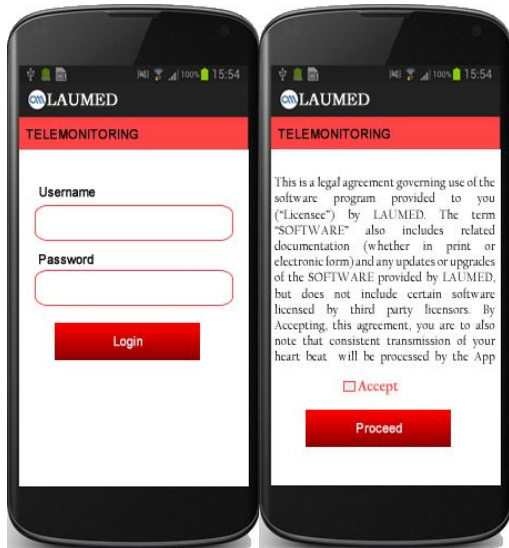 100% 15:54
LAUMED
TELEMONITORING
Username
Password
Login
100% 15:54
LAUMED
TELEMONITORING
This is a legal agreement governing use of the
software program provided to you
("Licensee") by LAUMED. The term
"SOFTWARE" also includes related
documentation (whether in print or
electronic form) and any updates or upgrades
of the SOFTWARE provided by LAUMED,
but does not include certain software
licensed by third party licensors. By
Accepting, this agreement, you are to also
note that consistent transmission of your
heart beat will be processed by the App
Accept
Proceed